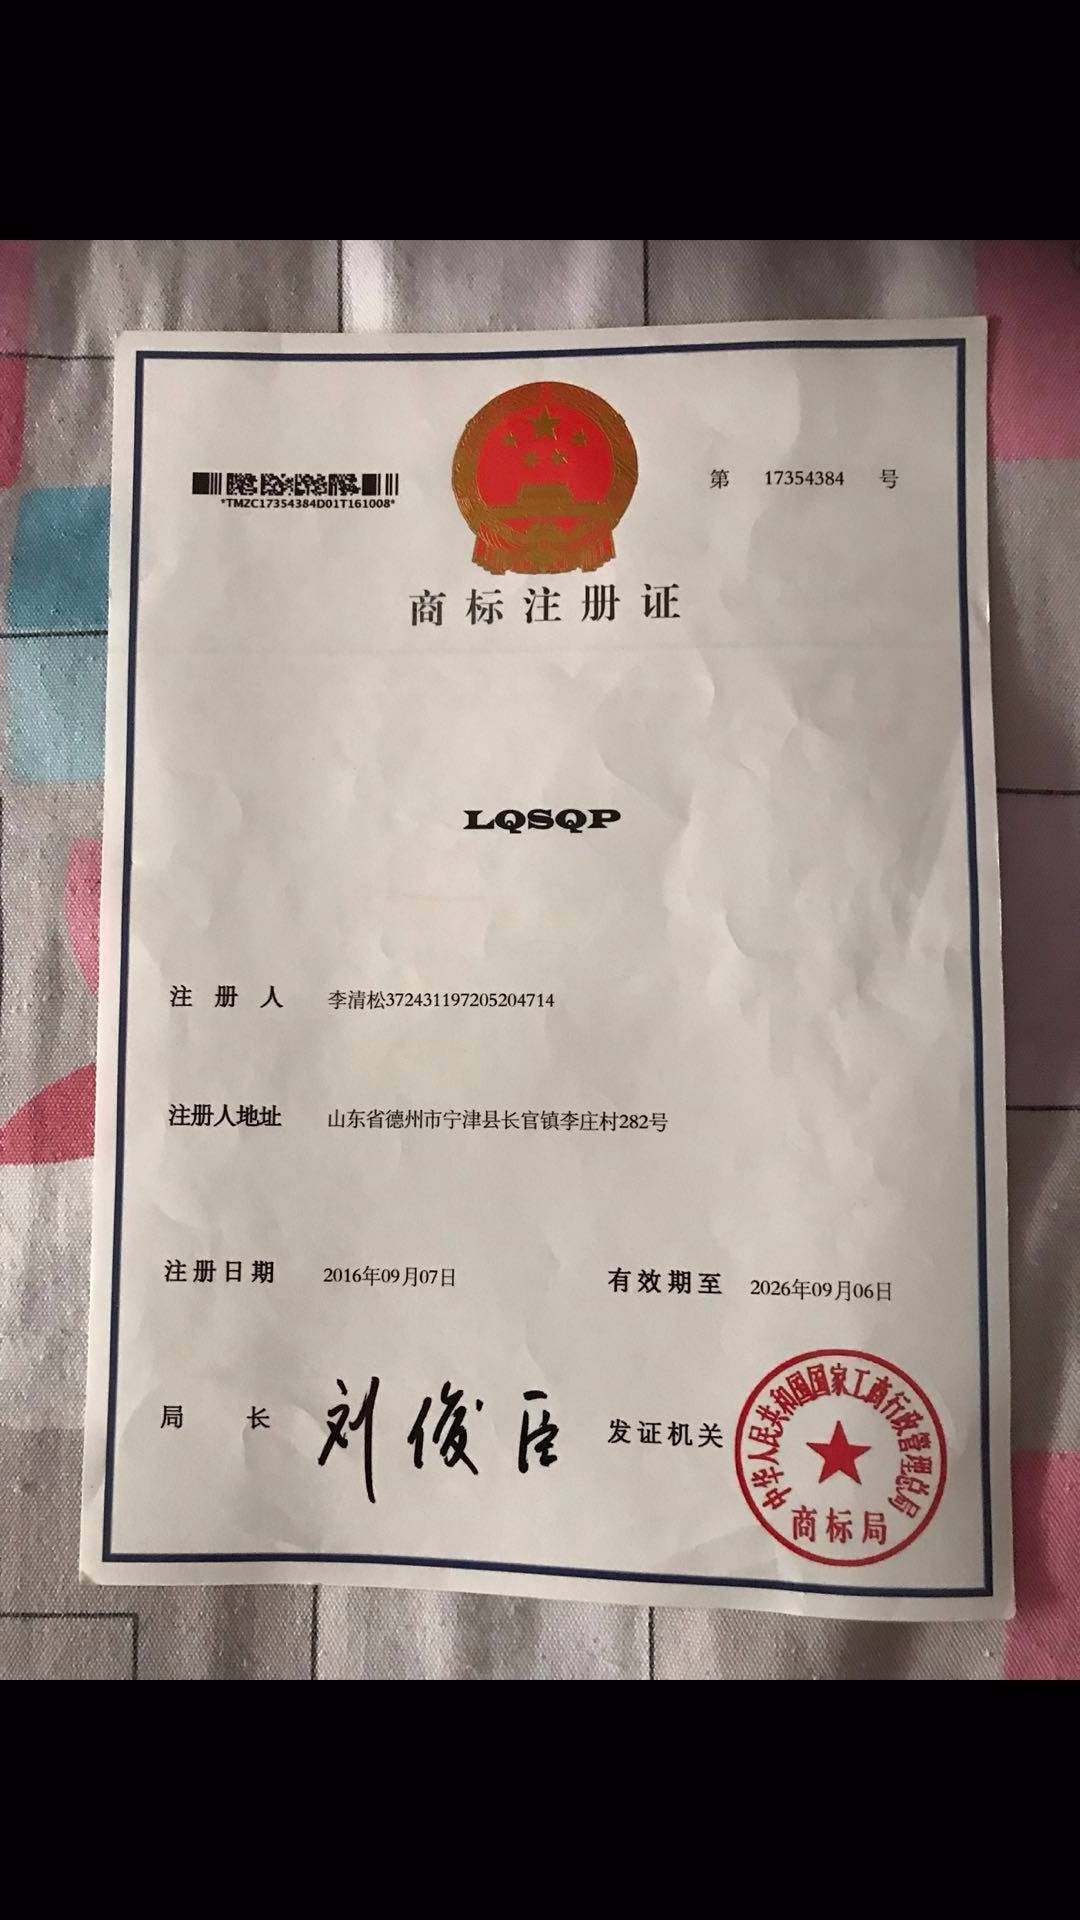 第 17354384 号
*TMZC17354384D01T161008*
商标注册证
LQSQP
注册人 李清松372431197205204714
注册人地址 山东省德州市宁津县长官镇李庄村282号
注册日期 2016年09月07日 有效期至 2026年09月06日
局长 刘俊臣 发证机关
中华人民共和国国家工商行政管理总局
商标局